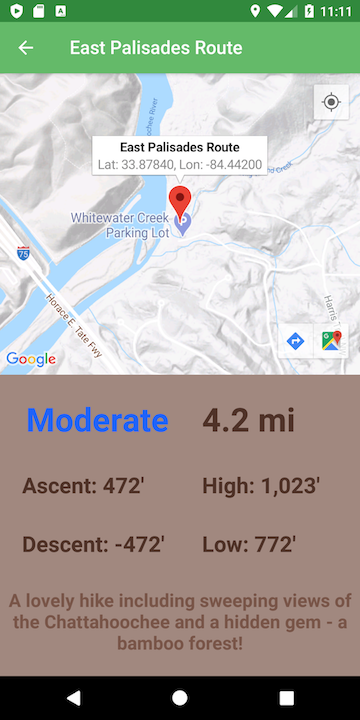 11:11
East Palisades Route
East Palisades Route
Lat: 33.87840, Lon: -84.44200
Whitewater Creek
Parking Lot
75
Horace E. Tate Fwy
Harris
Google
Moderate 4.2 mi
Ascent: 472' High: 1,023'
Descent: -472' Low: 772'
A lovely hike including sweeping views of
the Chattahoochee and a hidden gem - a
bamboo forest!